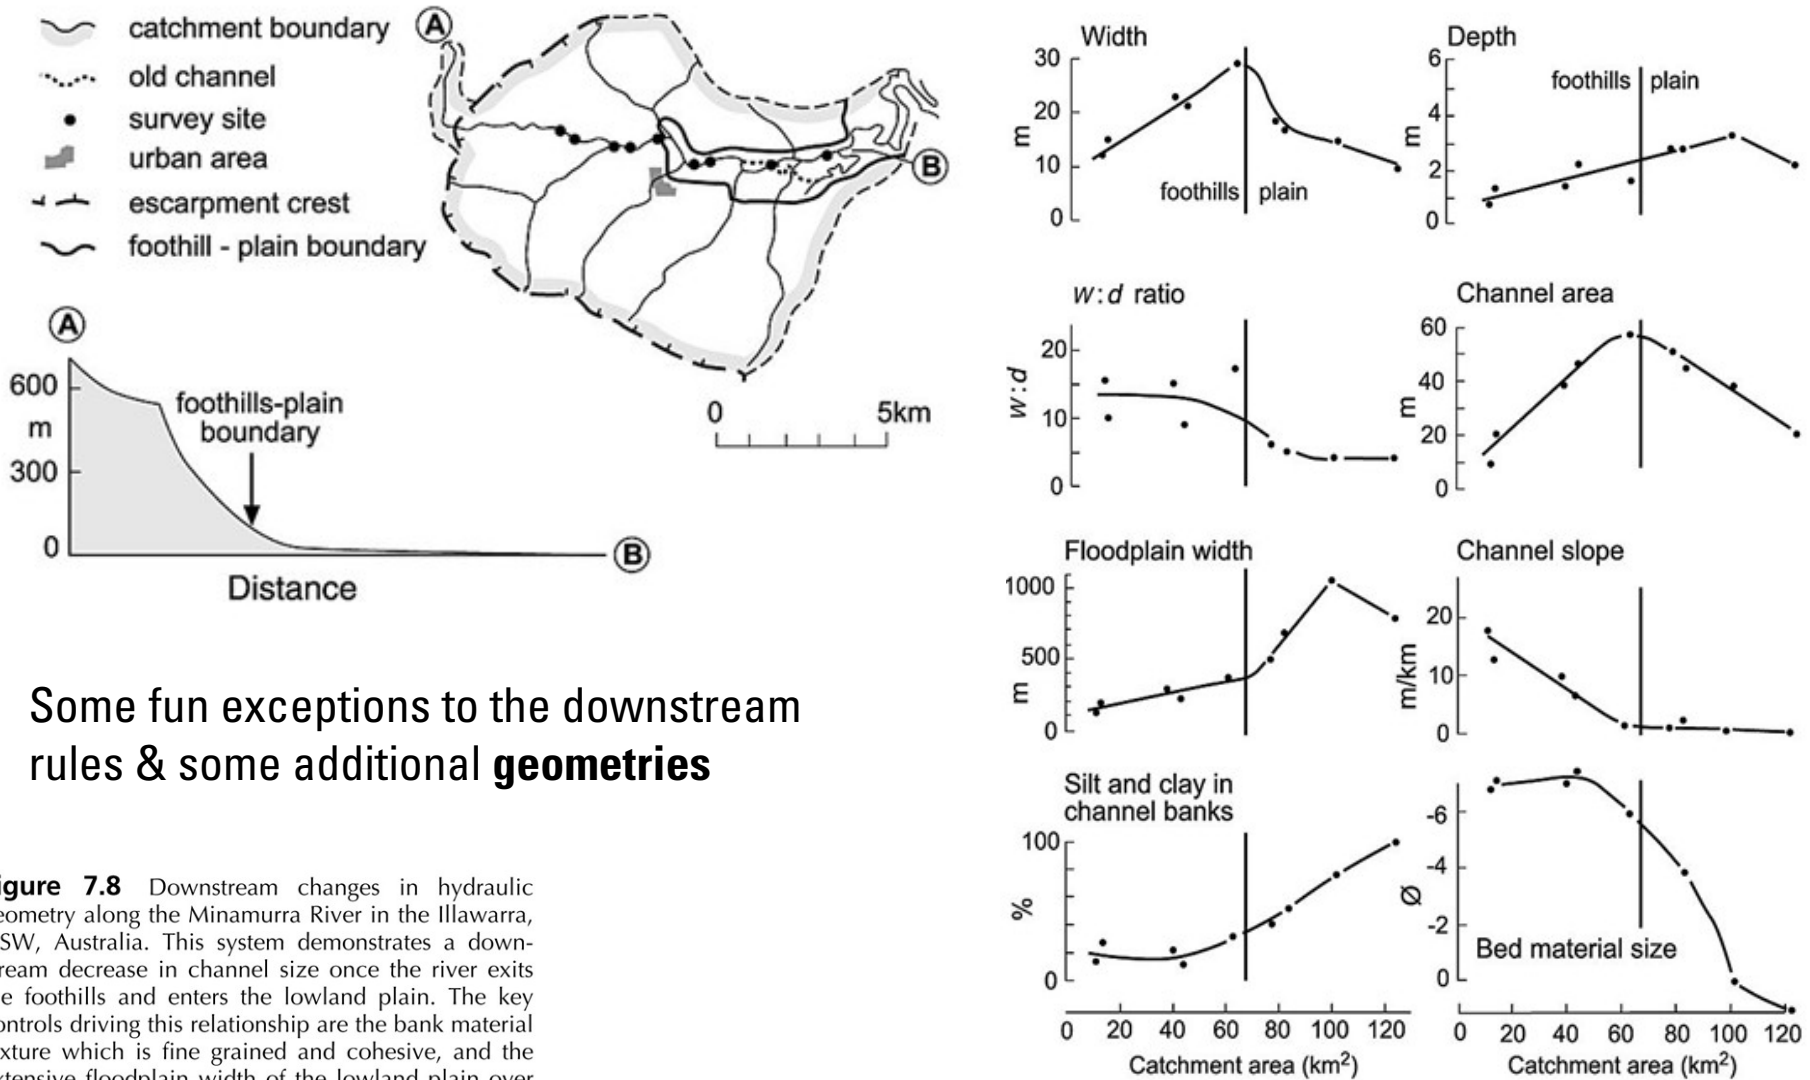 catchment boundary
old channel
survey site
urban area
escarpment crest
foothill - plain boundary
A
B
0 5km
A
600
m
300
0
foothills-plain
boundary
B
Distance
Some fun exceptions to the downstream
rules & some additional geometries
igure 7.8 Downstream changes in hydraulic
eometry along the Minamurra River in the Illawarra,
SW, Australia. This system demonstrates a down-
ream decrease in channel size once the river exits
e foothills and enters the lowland plain. The key
ontrols driving this relationship are the bank material
xture which is fine grained and cohesive, and the
xtensive floodplain width of the lowland plain over
Width
30
20
m
10
0
foothills plain
Depth
6
4
m
2
0
foothills plain
w:d ratio
20
w:d
10
0
Channel area
60
40
m
20
0
Floodplain width
1000
500
m
0
Channel slope
20
m/km
10
0
Silt and clay in
channel banks
100
%
0
0 20 40 60 80 100 120
Catchment area (km²)
-6
-4
Ø
-2
Bed material size
0
0 20 40 60 80 100 120
Catchment area (km²)